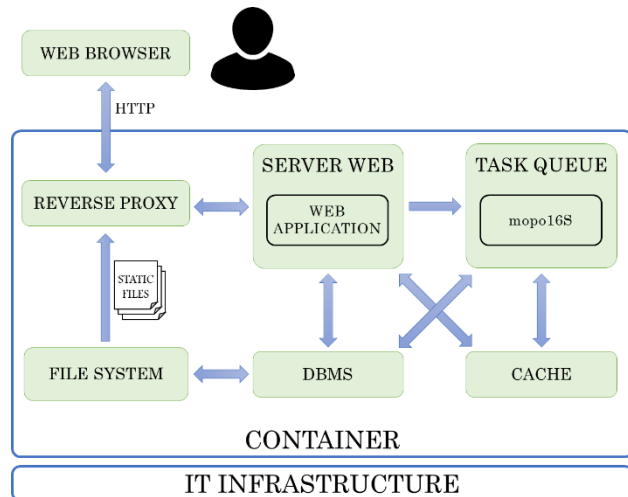 WEB BROWSER
HTTP
SERVER WEB
TASK QUEUE
REVERSE PROXY
WEB
APPLICATION
mopo16S
STATIC
FILES
FILE SYSTEM
DBMS
CACHE
CONTAINER
IT INFRASTRUCTURE